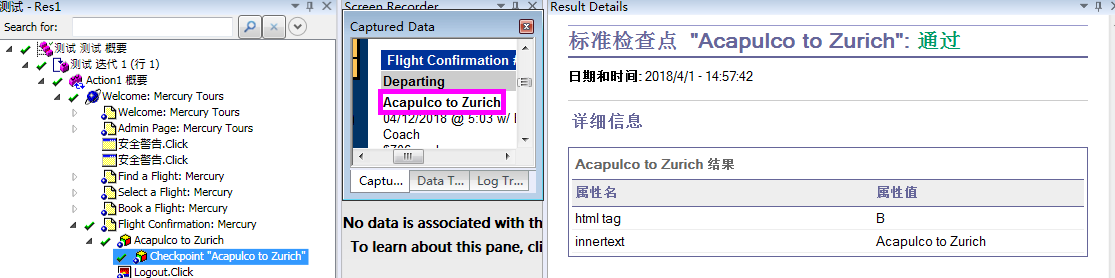 测试 - Res1
Search for:
测试 测试 概要
测试 迭代 1 (行 1)
Action1 概要
Welcome: Mercury Tours
Welcome: Mercury Tours
Admin Page: Mercury Tours
安全警告.Click
安全警告.Click
Find a Flight: Mercury
Select a Flight: Mercury
Book a Flight: Mercury
Flight Confirmation: Mercury
Acapulco to Zurich
Checkpoint "Acapulco to Zurich"
Logout.Click
Screen Recorder
Captured Data
Flight Confirmation #
Departing
Acapulco to Zurich
04/12/2018 @ 5:03 w/
Coach
Captu...
Data T...
Log Tr...
No data is associated with th
To learn about this pane, cli
Result Details
标准检查点 "Acapulco to Zurich": 通过
日期和时间: 2018/4/1 - 14:57:42
详细信息
Acapulco to Zurich 结果
属性名 属性值
html tag B
innertext Acapulco to Zurich